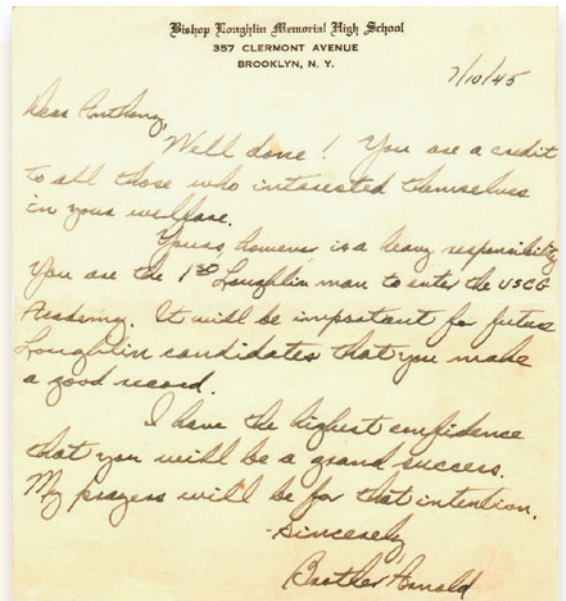 Bishop Loughlin Memorial High School
357 CLERMONT AVENUE
BROOKLYN, N. Y.
7/10/45
Dear Anthony,
Well done! You are a credit
to all those who interested themselves
in your welfare.
Yours, however is a heavy responsibility
You are the 1st Loughlin man to enter the USCG
Academy. It will be important for future
Loughlin candidates that you make
a good record.
I have the highest confidence
that you will be a grand success.
My prayers will be for that intention.
Sincerely,
Brother Arnold